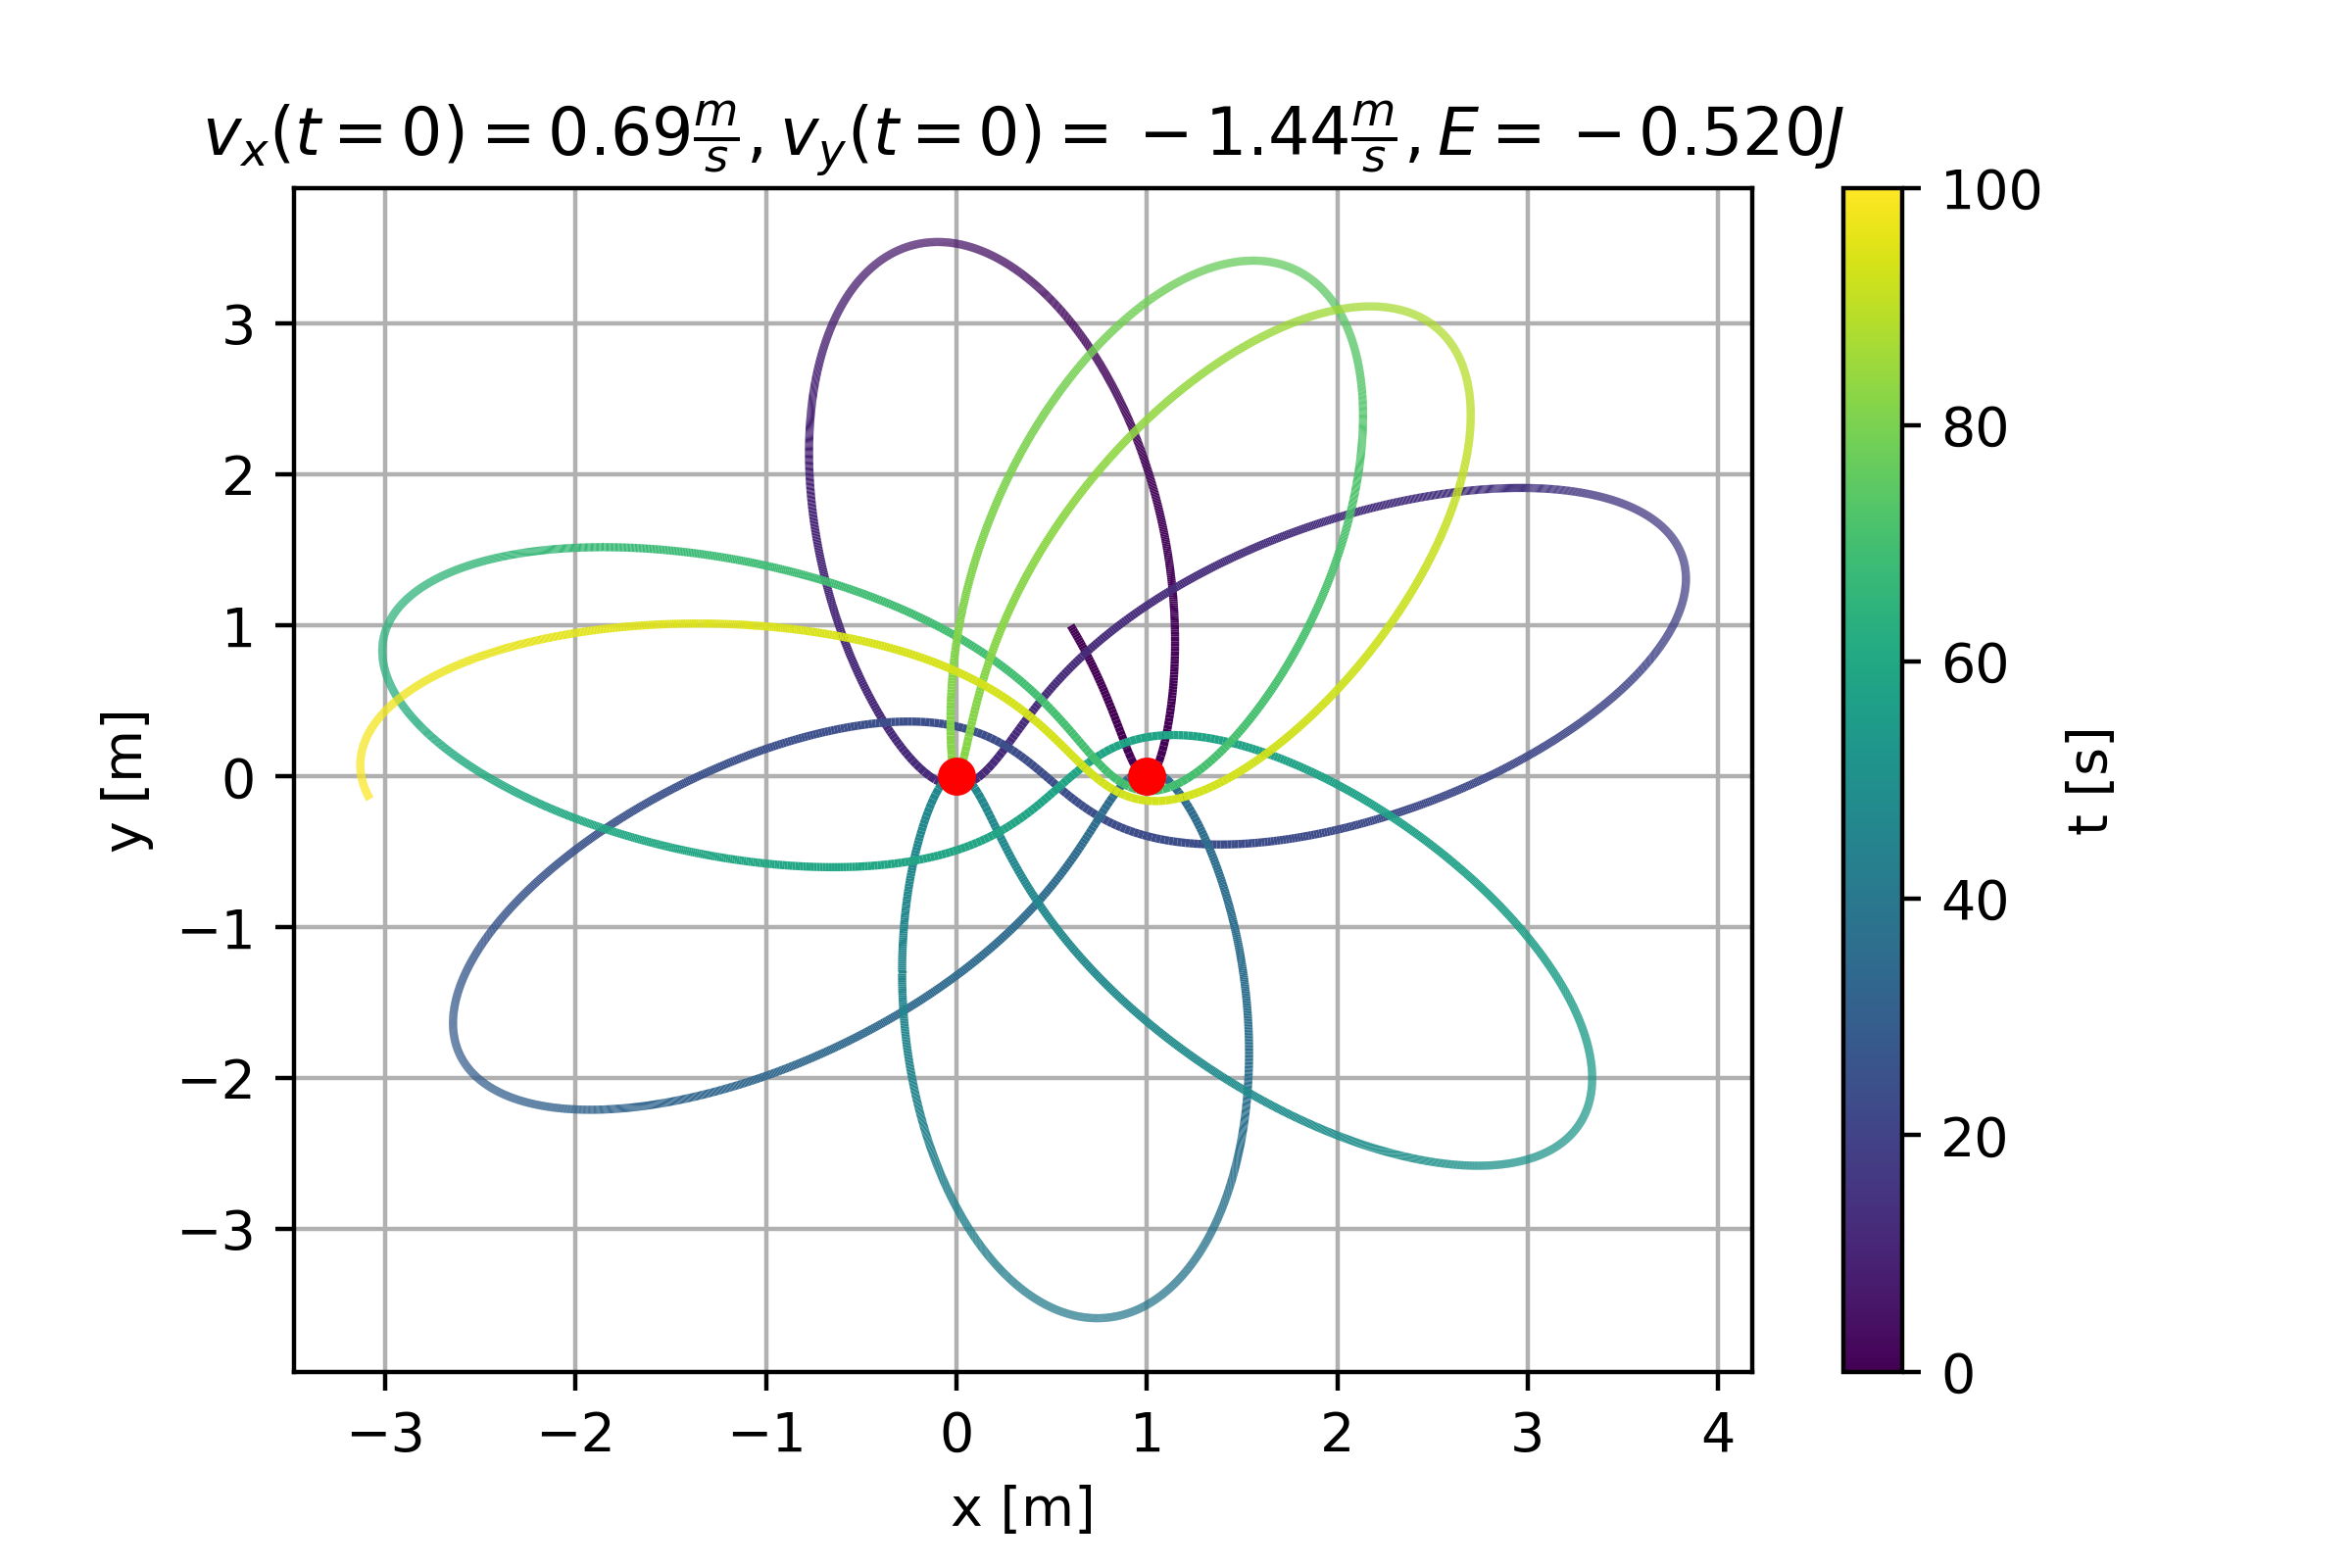 v_x(t = 0) = 0.69 m/s, v_y(t = 0) = − 1.44 m/s, E = − 0.520J
3
2
1
0
−1
−2
−3
y [m]
−3 −2 −1 0 1 2 3 4
x [m]
100
80
60
40
20
0
t [s]